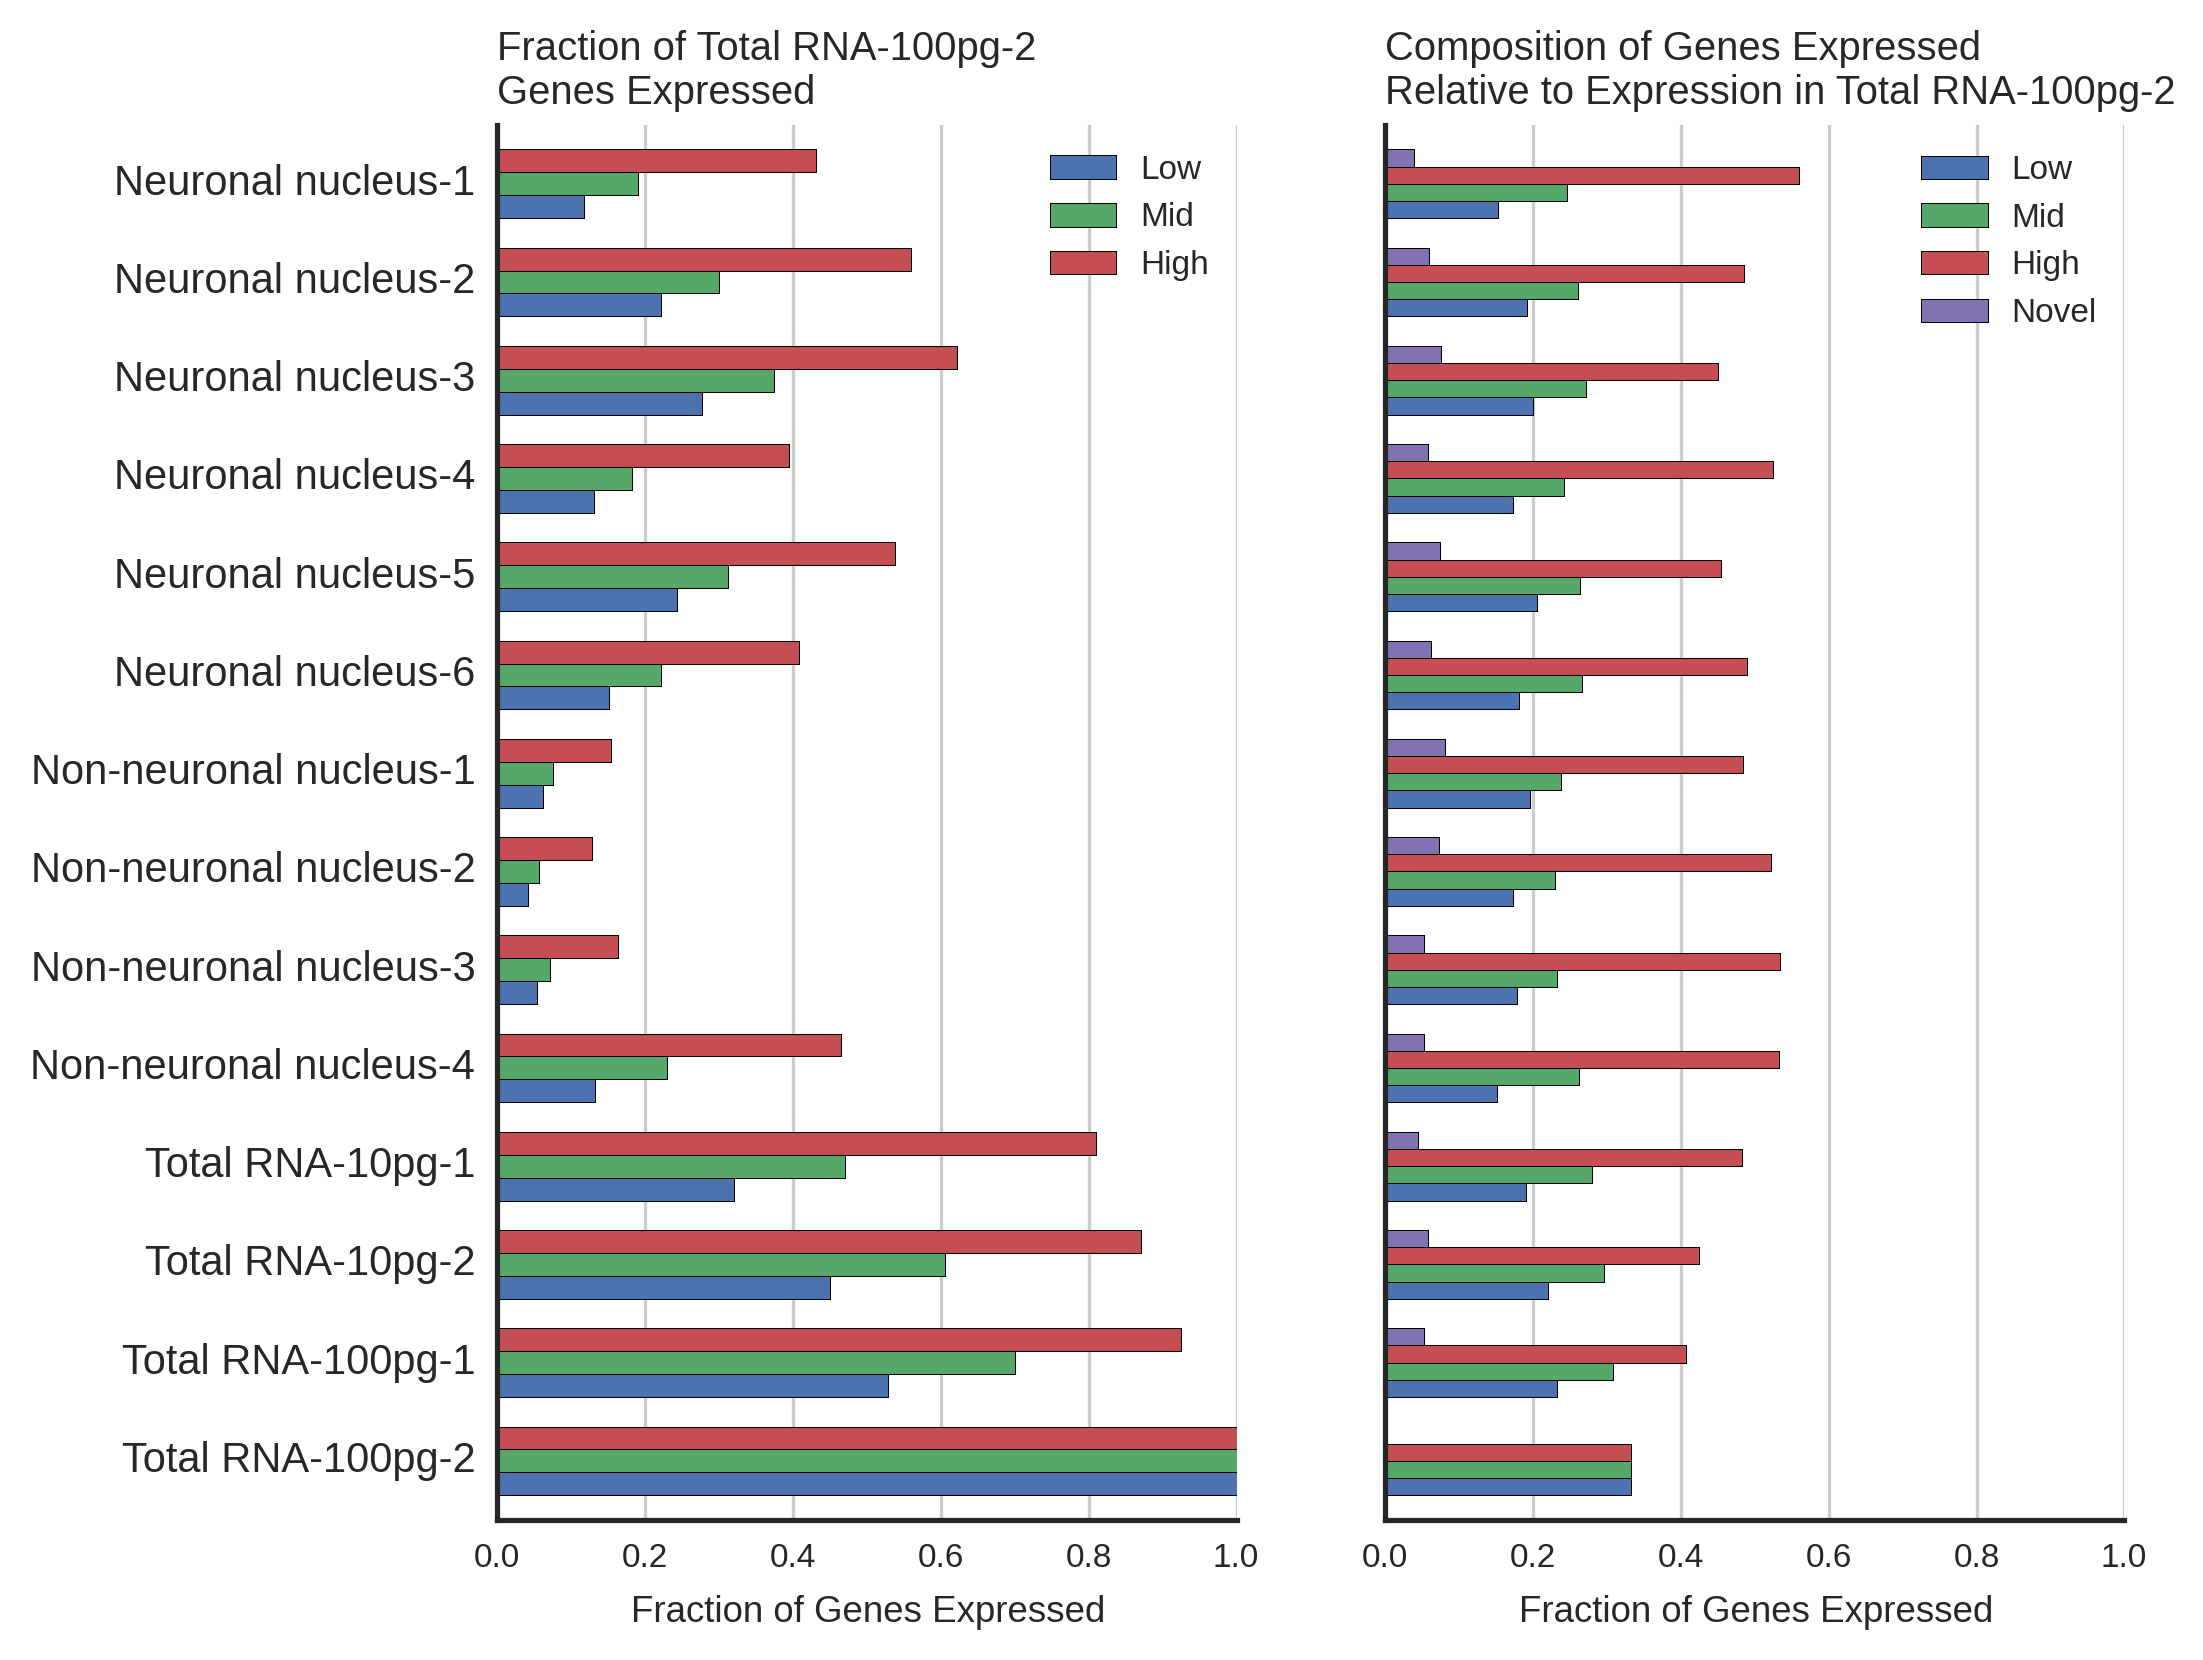 Fraction of Total RNA-100pg-2
Genes Expressed
Composition of Genes Expressed
Relative to Expression in Total RNA-100pg-2
Neuronal nucleus-1
Neuronal nucleus-2
Neuronal nucleus-3
Neuronal nucleus-4
Neuronal nucleus-5
Neuronal nucleus-6
Non-neuronal nucleus-1
Non-neuronal nucleus-2
Non-neuronal nucleus-3
Non-neuronal nucleus-4
Total RNA-10pg-1
Total RNA-10pg-2
Total RNA-100pg-1
Total RNA-100pg-2
Low
Mid
High
Low
Mid
High
Novel
0.0 0.2 0.4 0.6 0.8 1.0
0.0 0.2 0.4 0.6 0.8 1.0
Fraction of Genes Expressed
Fraction of Genes Expressed